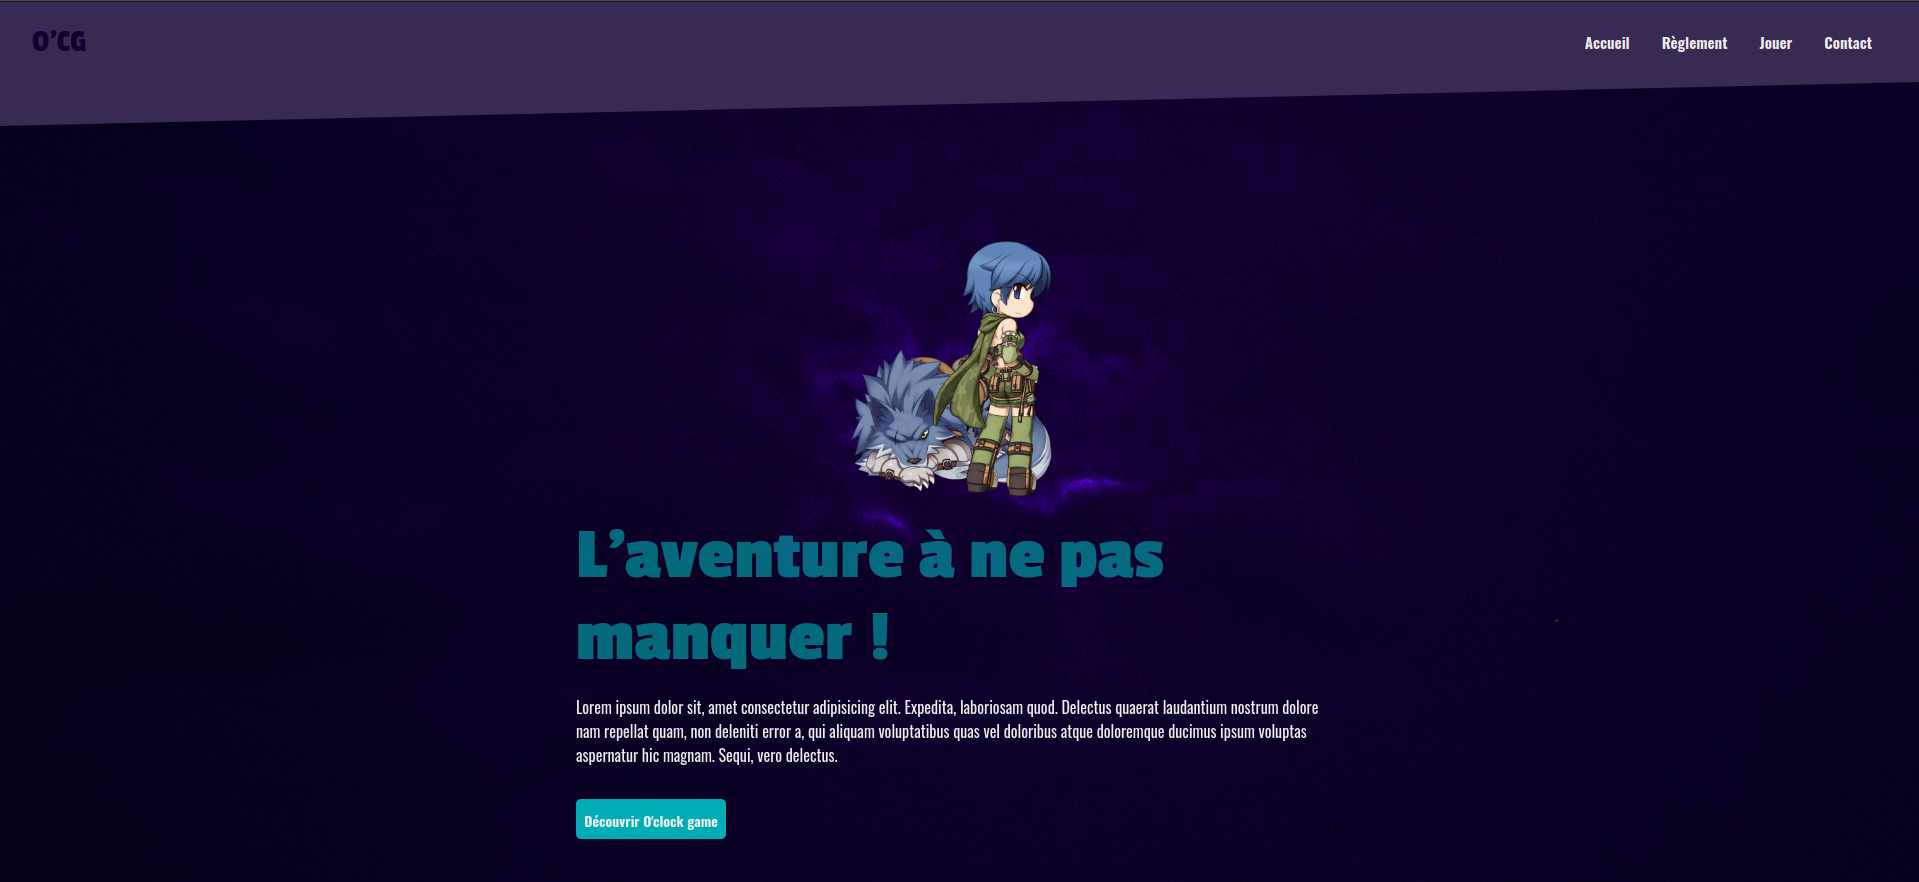 O'CG
Accueil Règlement Jouer Contact
L'aventure à ne pas
manquer !
Lorem ipsum dolor sit, amet consectetur adipisicing elit. Expedita, laboriosam quod. Delectus quaerat laudantium nostrum dolore
nam repellat quam, non deleniti error a, qui aliquam voluptatibus quas vel doloribus atque doloremque ducimus ipsum voluptas
aspernatur hic magnam. Sequi, vero delectus.
Découvrir O'clock game